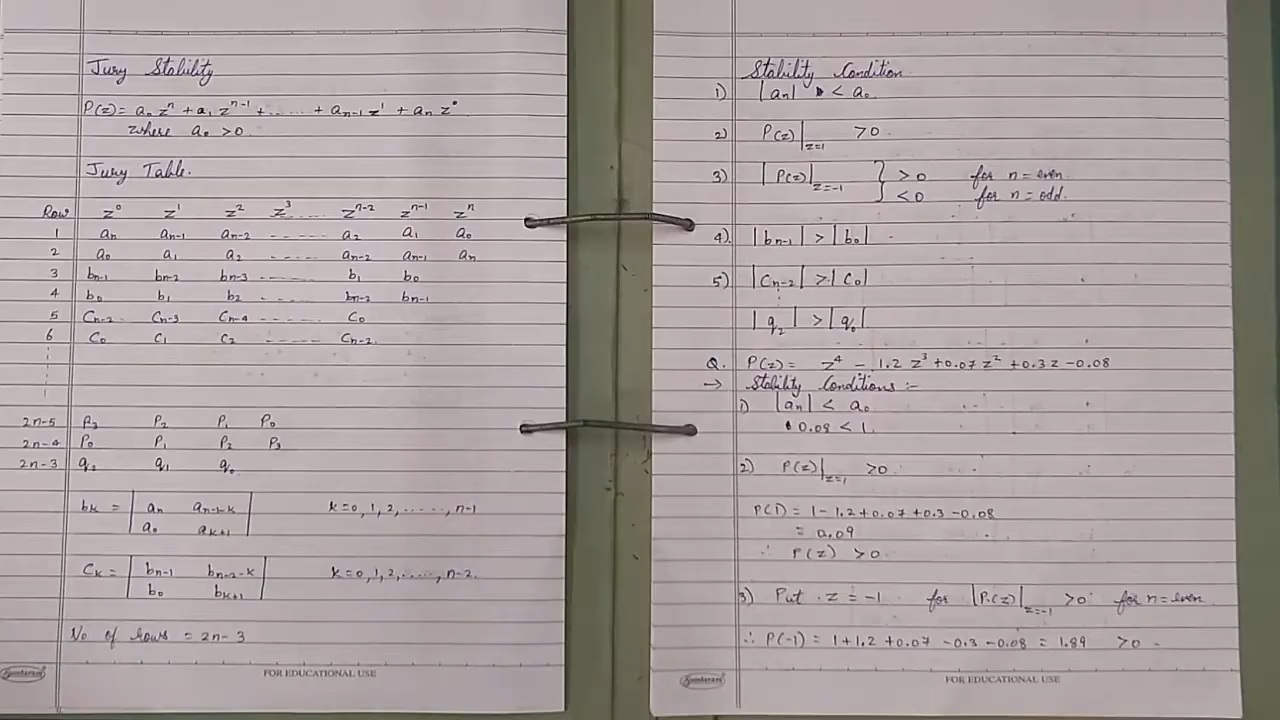 Jury Stability
P(z) = a₀ zⁿ + a₁ zⁿ⁻¹ + ...... + aₙ₋₁ z¹ + aₙ z⁰
where a₀ > 0
Jury Table.
Row z⁰ z¹ z² z³ ...... zⁿ⁻² zⁿ⁻¹ zⁿ
1 aₙ aₙ₋₁ aₙ₋₂ ------ a₂ a₁ a₀
2 a₀ a₁ a₂ ------ aₙ₋₂ aₙ₋₁ aₙ
3 bₙ₋₁ bₙ₋₂ bₙ₋₃ ------ b₁ b₀
4 b₀ b₁ b₂ ------ bₙ₋₂ bₙ₋₁
5 Cₙ₋₂ Cₙ₋₃ Cₙ₋₄ ------ C₀
6 C₀ C₁ C₂ ------ Cₙ₋₂
2n-5 P₃ P₂ P₁ P₀
2n-4 P₀ P₁ P₂ P₃
2n-3 q₂ q₁ q₀
bₖ = | aₙ aₙ₋₁₋ₖ | k=0, 1, 2, ......, n-1
| a₀ aₖ₊₁ |
Cₖ = | bₙ₋₁ bₙ₋₂₋ₖ | k=0, 1, 2, ......, n-2.
| b₀ bₖ₊₁ |
No of rows = 2n-3
Sundaram
FOR EDUCATIONAL USE
Stability Condition
1) |aₙ| < a₀
2) P(z)|z=1 > 0
3) |P(z)|z=-1 } > 0 for n = even.
< 0 for n = odd.
4). |bₙ₋₁| > |b₀|
5) |Cₙ₋₂| > |C₀|
|q₂| > |q₀|
Q. P(z) = z⁴ - 1.2 z³ + 0.07 z² + 0.3 z - 0.08
→ Stability Conditions :-
1) |aₙ| < a₀
0.08 < 1.
2) P(z)|z=1 > 0
P(1) = 1 - 1.2 + 0.07 + 0.3 - 0.08
= 0.09
∴ P(z) > 0
3) Put z = -1 for |P(z)|z=-1 > 0 for n = even.
∴ P(-1) = 1 + 1.2 + 0.07 - 0.3 - 0.08 = 1.89 > 0
Sundaram
FOR EDUCATIONAL USE